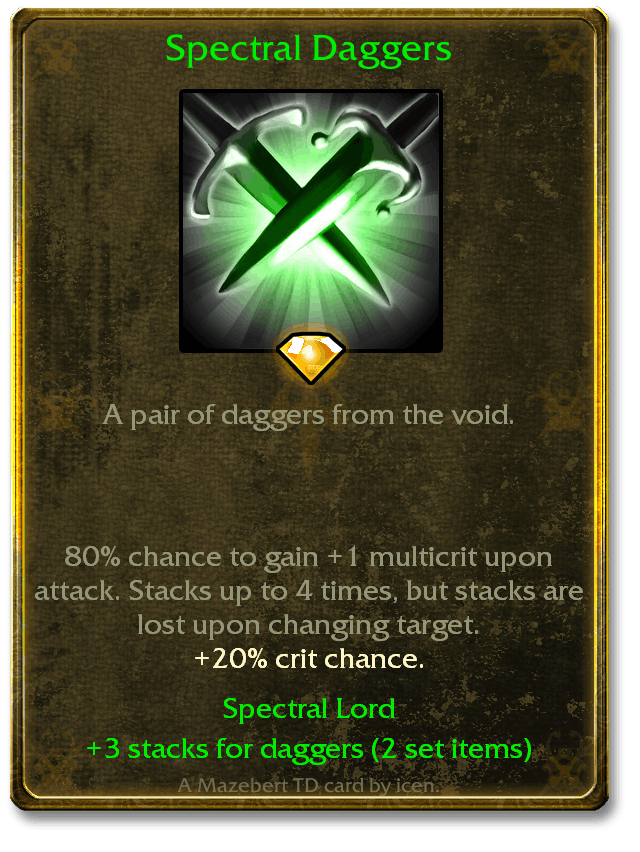 Spectral Daggers
A pair of daggers from the void.
80% chance to gain +1 multicrit upon
attack. Stacks up to 4 times, but stacks are
lost upon changing target.
+20% crit chance.
Spectral Lord
+3 stacks for daggers (2 set items)
A Mazebert TD card by icen.